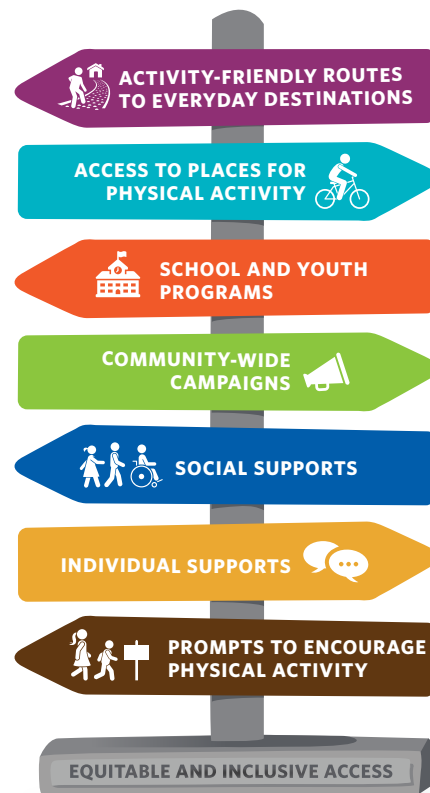 ACTIVITY-FRIENDLY ROUTES
TO EVERYDAY DESTINATIONS
ACCESS TO PLACES FOR
PHYSICAL ACTIVITY
SCHOOL AND YOUTH
PROGRAMS
COMMUNITY-WIDE
CAMPAIGNS
SOCIAL SUPPORTS
INDIVIDUAL SUPPORTS
PROMPTS TO ENCOURAGE
PHYSICAL ACTIVITY
EQUITABLE AND INCLUSIVE ACCESS